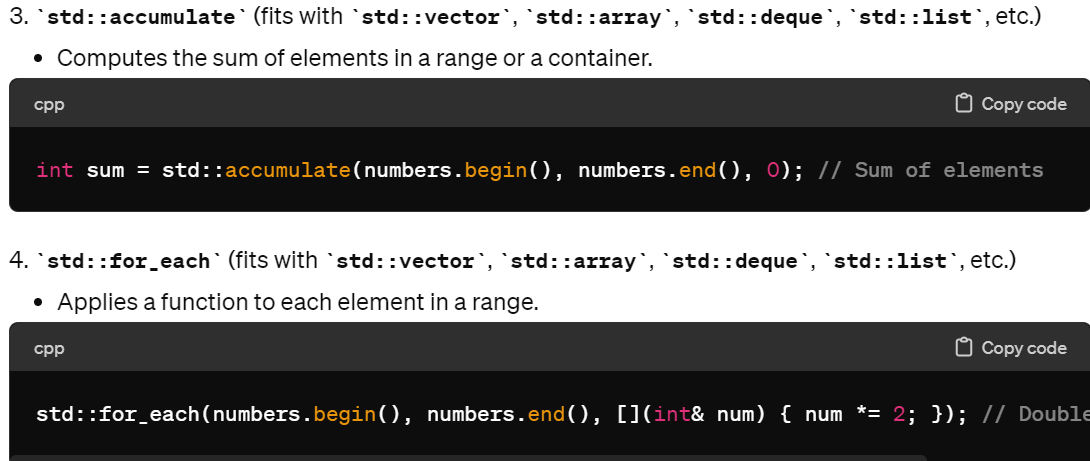 3. `std::accumulate` (fits with `std::vector`, `std::array`, `std::deque`, `std::list`, etc.)
• Computes the sum of elements in a range or a container.
cpp Copy code
int sum = std::accumulate(numbers.begin(), numbers.end(), 0); // Sum of elements
4. `std::for_each` (fits with `std::vector`, `std::array`, `std::deque`, `std::list`, etc.)
• Applies a function to each element in a range.
cpp Copy code
std::for_each(numbers.begin(), numbers.end(), [](int& num) { num *= 2; }); // Double